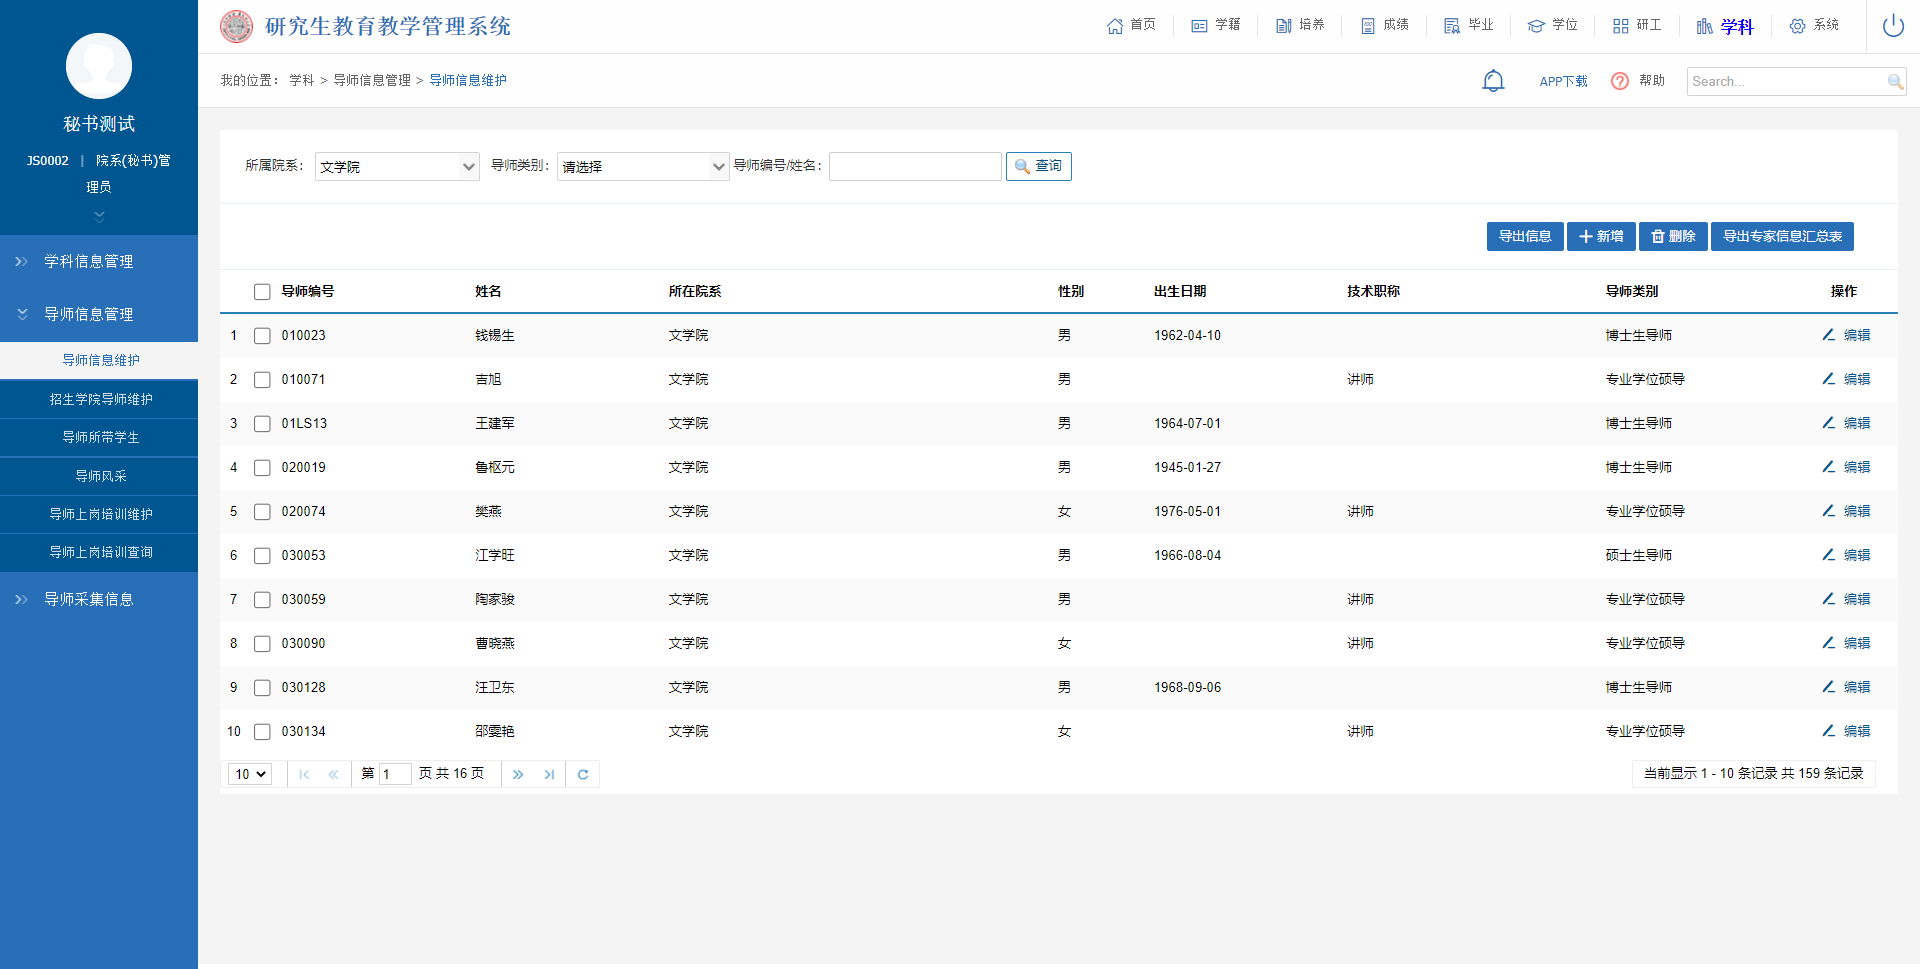 研究生教育教学管理系统
首页 学籍 培养 成绩 毕业 学位 研工 学科 系统
秘书测试
JS0002 | 院系(秘书)管
理员
我的位置： 学科 > 导师信息管理 > 导师信息维护
APP下载 帮助 Search...
学科信息管理
导师信息管理
导师信息维护
招生学院导师维护
导师所带学生
导师风采
导师上岗培训维护
导师上岗培训查询
导师采集信息
所属院系： 文学院 导师类别： 请选择 导师编号/姓名： 查询
导出信息 新增 删除 导出专家信息汇总表
导师编号 姓名 所在院系 性别 出生日期 技术职称 导师类别 操作
1 010023 钱锡生 文学院 男 1962-04-10 博士生导师 编辑
2 010071 吉旭 文学院 男 讲师 专业学位硕导 编辑
3 01LS13 王建军 文学院 男 1964-07-01 博士生导师 编辑
4 020019 鲁枢元 文学院 男 1945-01-27 博士生导师 编辑
5 020074 樊燕 文学院 女 1976-05-01 讲师 专业学位硕导 编辑
6 030053 江学旺 文学院 男 1966-08-04 硕士生导师 编辑
7 030059 陶家骏 文学院 男 讲师 专业学位硕导 编辑
8 030090 曹晓燕 文学院 女 讲师 专业学位硕导 编辑
9 030128 汪卫东 文学院 男 1968-09-06 博士生导师 编辑
10 030134 邵雯艳 文学院 女 讲师 专业学位硕导 编辑
10 第 1 页 共 16 页 当前显示 1 - 10 条记录 共 159 条记录